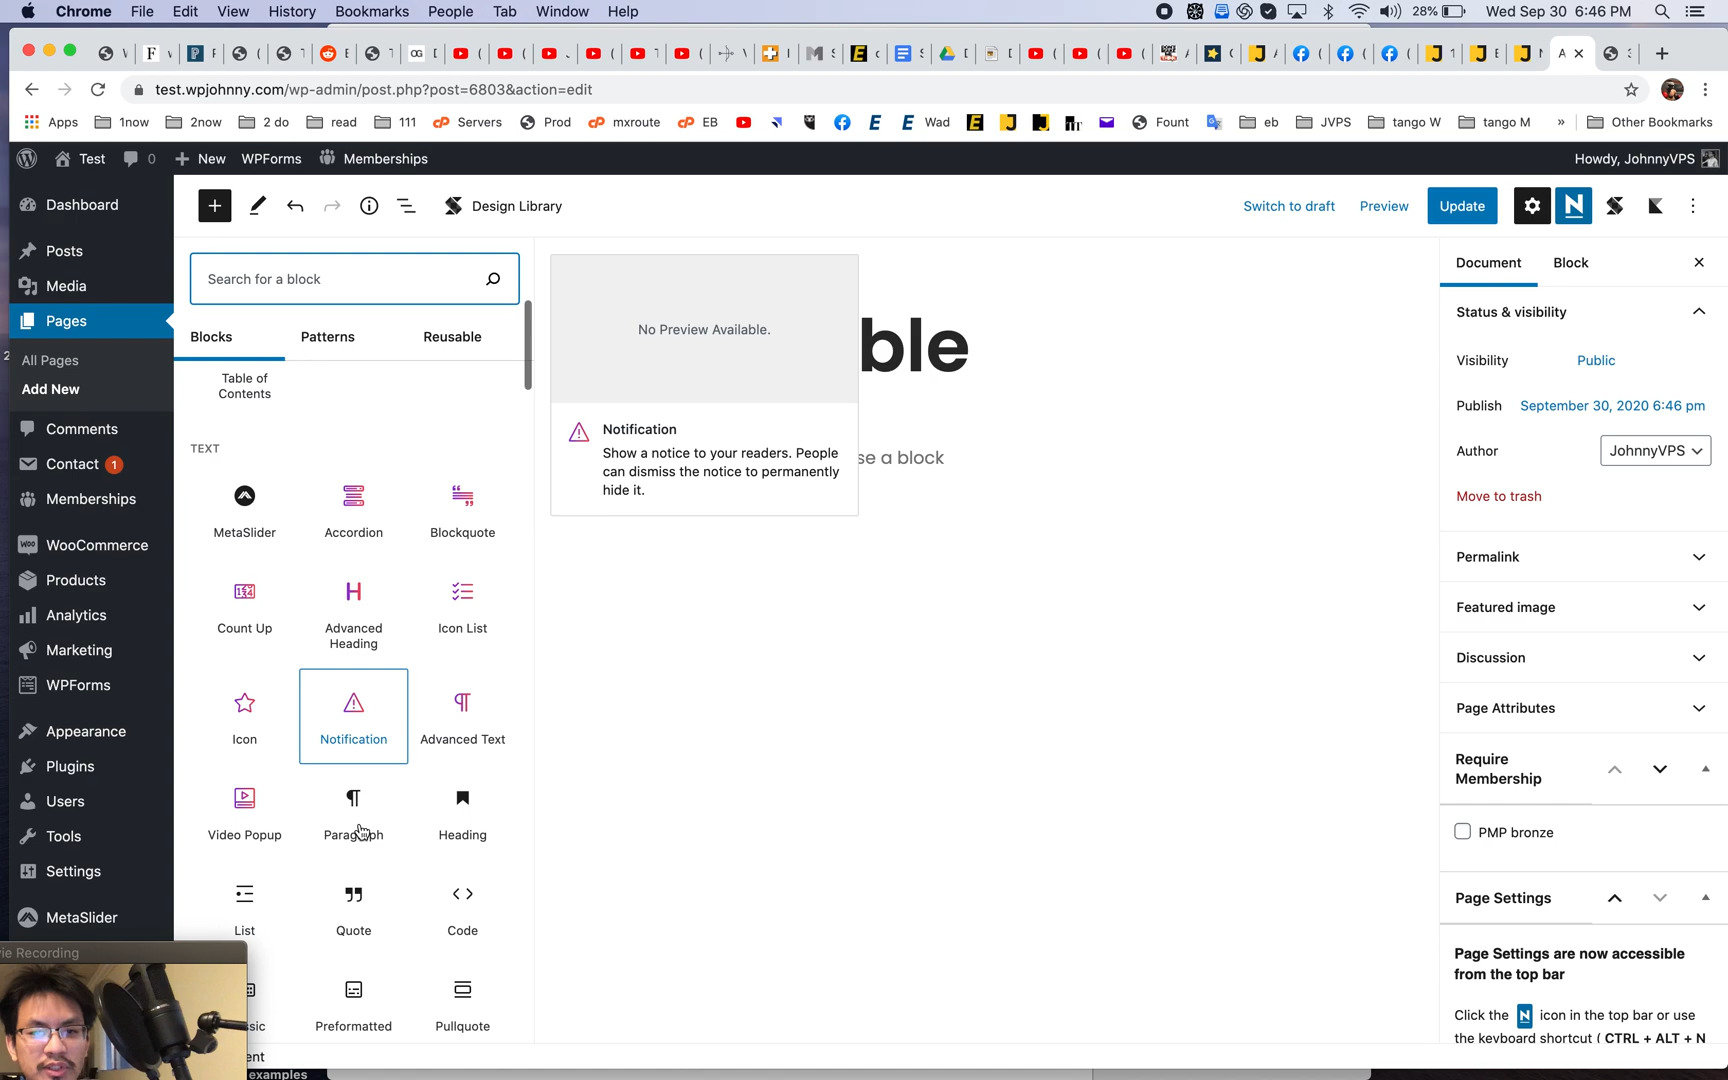 Chrome File Edit View History Bookmarks People Tab Window Help 28% Wed Sep 30 6:46 PM
test.wpjohnny.com/wp-admin/post.php?post=6803&action=edit
Apps 1now 2now 2 do read 111 Servers Prod mxroute EB Wad Fount eb JVPS tango W tango M » Other Bookmarks
Test 0 New WPForms Memberships Howdy, JohnnyVPS
Dashboard
Posts
Media
Pages
All Pages
Add New
Comments
Contact 1
Memberships
WooCommerce
Products
Analytics
Marketing
WPForms
Appearance
Plugins
Users
Tools
Settings
MetaSlider
Design Library Switch to draft Preview Update
Search for a block
Blocks Patterns Reusable
Table of
Contents
TEXT
MetaSlider Accordion Blockquote
Count Up Advanced
Heading Icon List
Icon Notification Advanced Text
Video Popup Paragraph Heading
List Quote Code
ssic Preformatted Pullquote
No Preview Available.
Notification
Show a notice to your readers. People
can dismiss the notice to permanently
hide it.
ble
se a block
Document Block
Status & visibility
Visibility Public
Publish September 30, 2020 6:46 pm
Author JohnnyVPS
Move to trash
Permalink
Featured image
Discussion
Page Attributes
Require
Membership
PMP bronze
Page Settings
Page Settings are now accessible
from the top bar
Click the N icon in the top bar or use
the keyboard shortcut ( CTRL + ALT + N
ie Recording
ent
examples